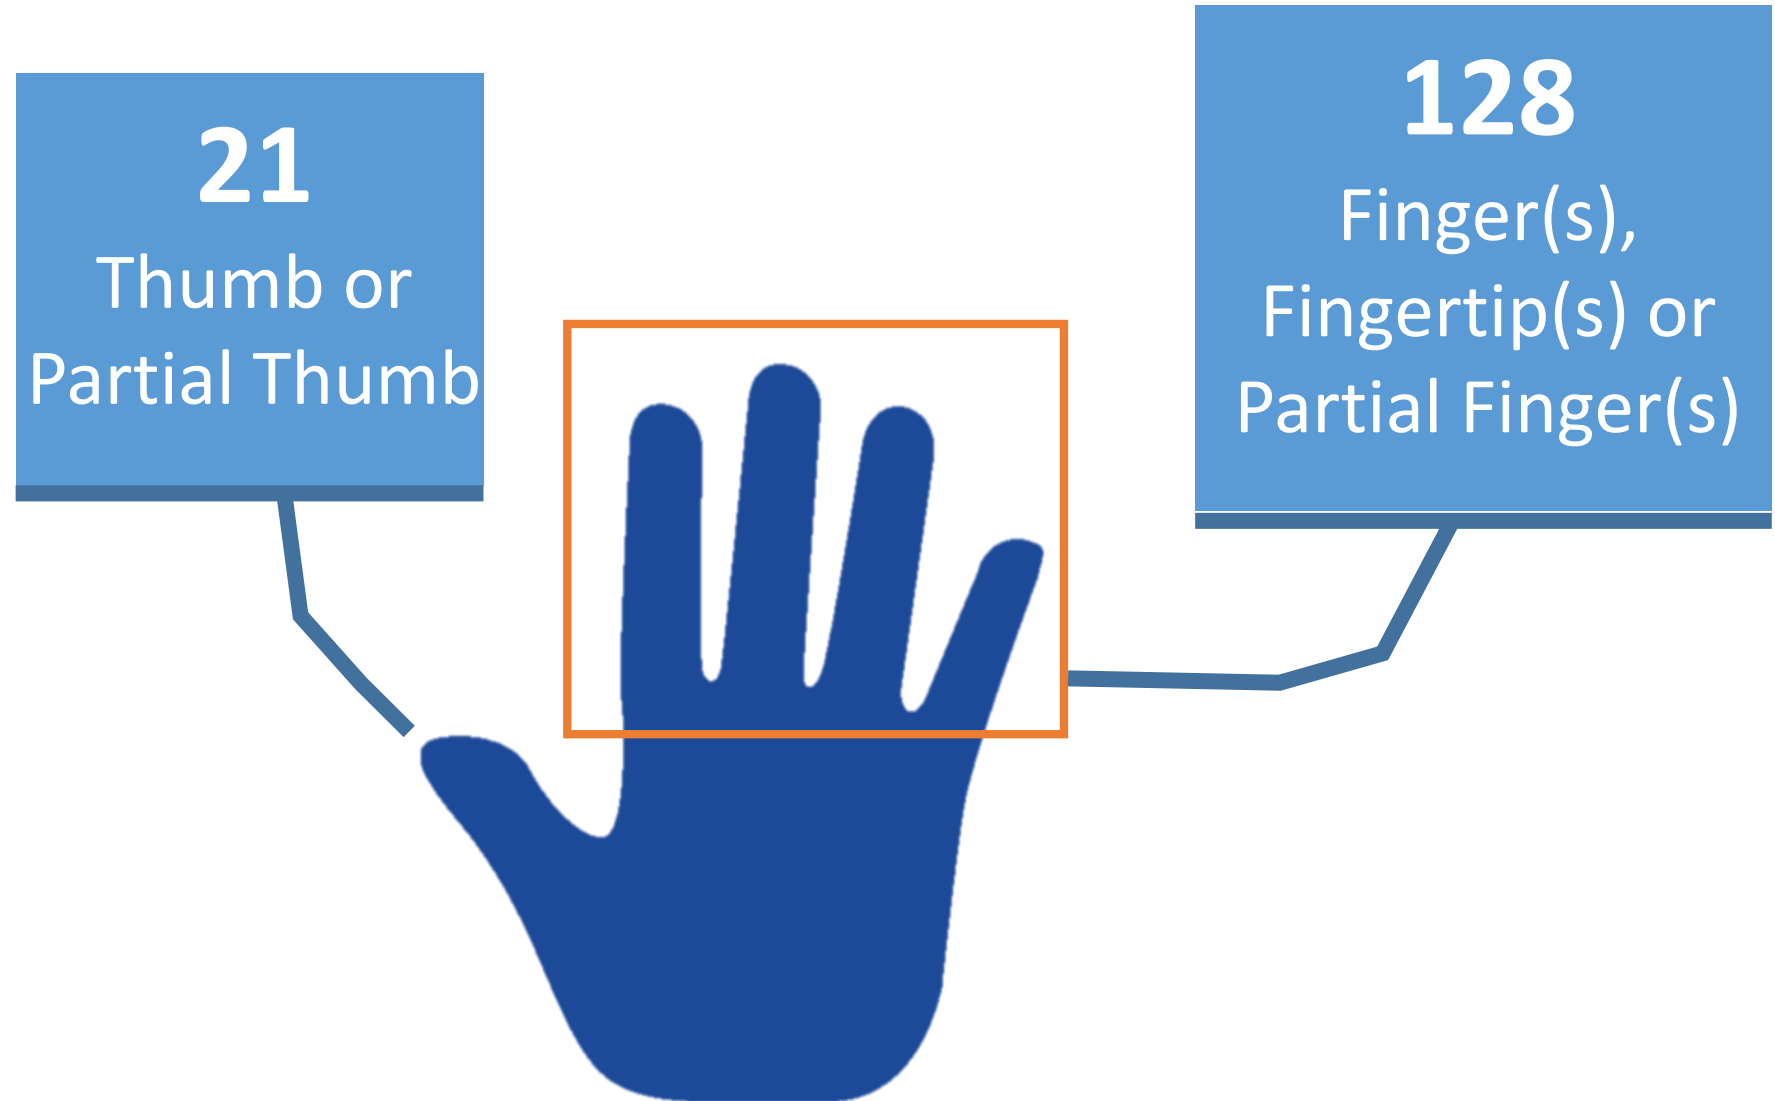 21
Thumb or
Partial Thumb
128
Finger(s),
Fingertip(s) or
Partial Finger(s)